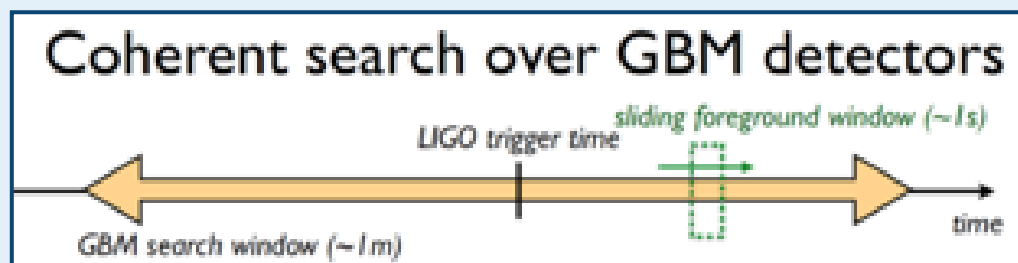 Coherent search over GBM detectors
sliding foreground window (~1s)
LIGO trigger time
time
GBM search window (~1m)